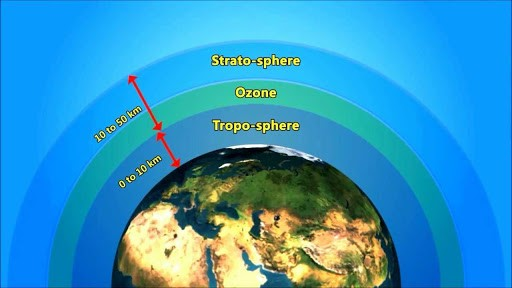 Strato-sphere
Ozone
10 to 50 km
Tropo-sphere
0 to 10 km